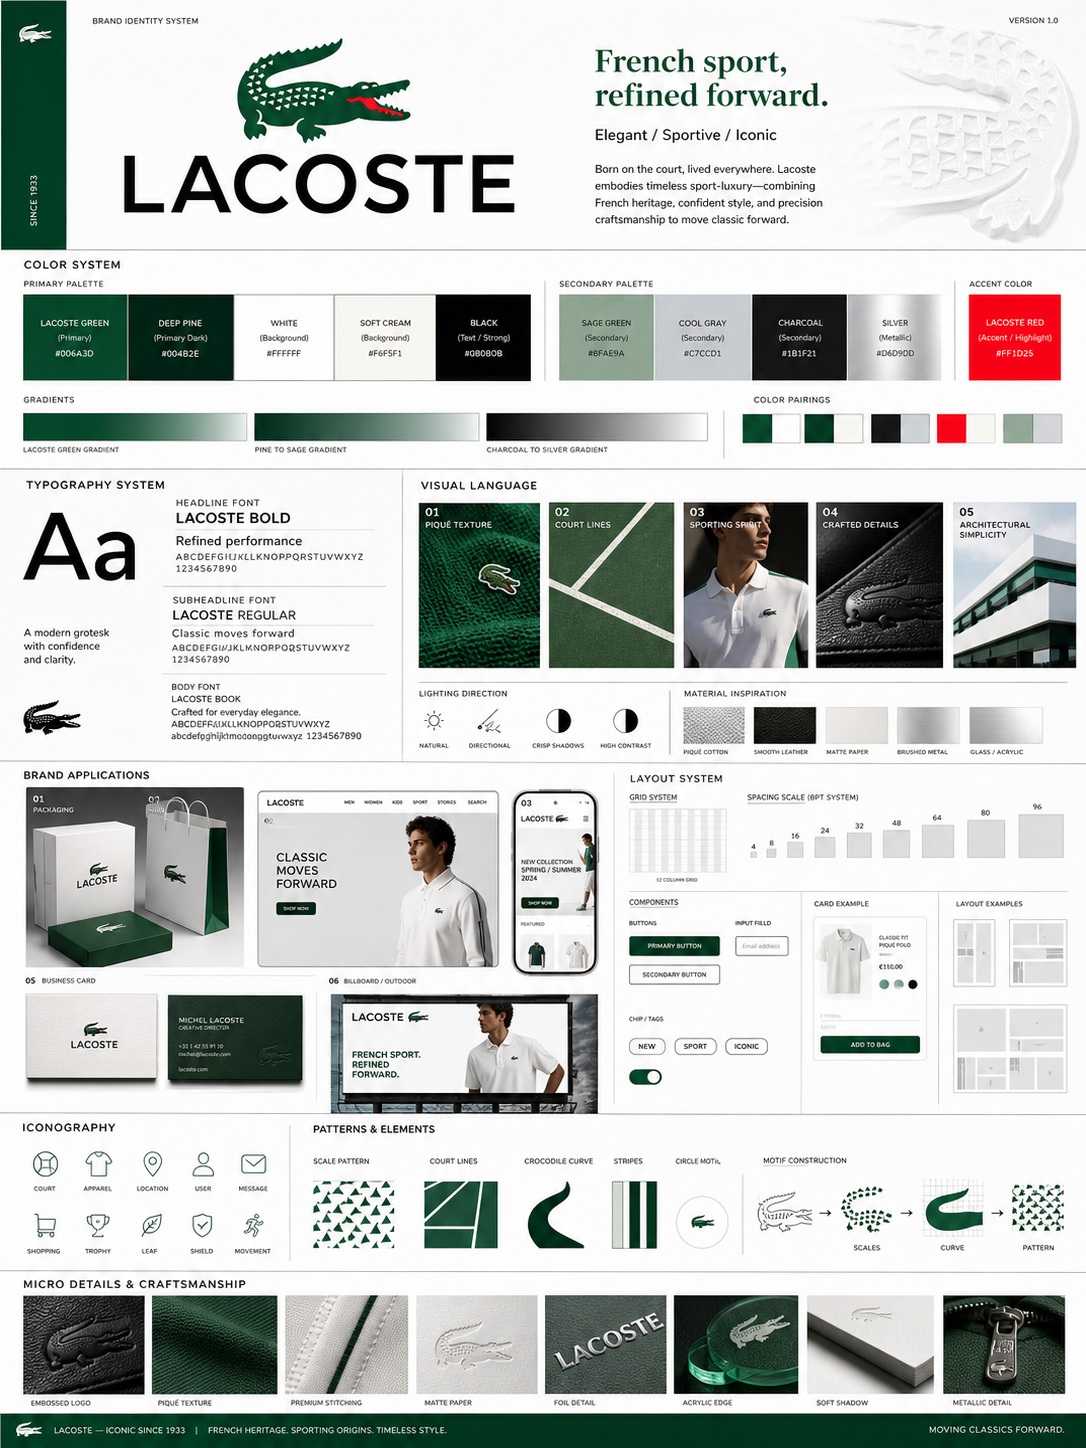 BRAND IDENTITY SYSTEM
VERSION 1.0
SINCE 1933
LACOSTE
French sport,
refined forward.
Elegant / Sportive / Iconic
Born on the court, lived everywhere. Lacoste
embodies timeless sport-luxury—combining
French heritage, confident style, and precision
craftsmanship to move classic forward.
COLOR SYSTEM
PRIMARY PALETTE
LACOSTE GREEN
(Primary)
#006A3D
DEEP PINE
(Primary Dark)
#004B2E
WHITE
(Background)
#FFFFFF
SOFT CREAM
(Background)
#F6F5F1
BLACK
(Text / Strong)
#0B0B0B
SECONDARY PALETTE
SAGE GREEN
(Secondary)
#8FAE9A
COOL GRAY
(Secondary)
#C7CCD1
CHARCOAL
(Secondary)
#1B1F21
SILVER
(Metallic)
#D6D9DD
ACCENT COLOR
LACOSTE RED
(Accent / Highlight)
#FF1D25
GRADIENTS
LACOSTE GREEN GRADIENT
PINE TO SAGE GRADIENT
CHARCOAL TO SILVER GRADIENT
COLOR PAIRINGS
TYPOGRAPHY SYSTEM
Aa
A modern grotesk
with confidence
and clarity.
HEADLINE FONT
LACOSTE BOLD
Refined performance
1234567890
SUBHEADLINE FONT
LACOSTE REGULAR
Classic moves forward
1234567890
BODY FONT
LACOSTE BOOK
Crafted for everyday elegance.
1234567890
VISUAL LANGUAGE
01
PIQUÉ TEXTURE
02
COURT LINES
03
SPORTING SPIRIT
04
CRAFTED DETAILS
05
ARCHITECTURAL
SIMPLICITY
LIGHTING DIRECTION
NATURAL
DIRECTIONAL
CRISP SHADOWS
HIGH CONTRAST
MATERIAL INSPIRATION
PIQUÉ COTTON
SMOOTH LEATHER
MATTE PAPER
BRUSHED METAL
GLASS / ACRYLIC
BRAND APPLICATIONS
01
PACKAGING
LACOSTE
LACOSTE
MEN WOMEN KIDS SPORT STORIES SEARCH
CLASSIC
MOVES
FORWARD
SHOP NOW
03
LACOSTE
NEW COLLECTION
SPRING / SUMMER
2024
SHOP NOW
FEATURED
05 BUSINESS CARD
LACOSTE
MICHEL LACOSTE
CREATIVE DIRECTOR
lacoste.com
06 BILLBOARD / OUTDOOR
LACOSTE
FRENCH SPORT.
REFINED
FORWARD.
LAYOUT SYSTEM
GRID SYSTEM
12 COLUMN GRID
SPACING SCALE (8PT SYSTEM)
4 8 16 24 32 48 64 80 96
COMPONENTS
BUTTONS
PRIMARY BUTTON
SECONDARY BUTTON
INPUT FIILD
Email address
CHIP / TAGS
NEW
SPORT
ICONIC
CARD EXAMPLE
CLASSIC FIT
PIQUÉ POLO
€110.00
ADD TO BAG
LAYOUT EXAMPLES
ICONOGRAPHY
COURT
APPAREL
LOCATION
USER
MESSAGE
SHOPPING
TROPHY
LEAF
SHIELD
MOVEMENT
PATTERNS & ELEMENTS
SCALE PATTERN
COURT LINES
CROCODILE CURVE
STRIPES
CIRCLE
MOTIF CONSTRUCTION
SCALES
CURVE
PATTERN
MICRO DETAILS & CRAFTSMANSHIP
LACOSTE
EMBOSSED LOGO
PIQUÉ TEXTURE
PREMIUM STITCHING
MATTE PAPER
FOIL DETAIL
ACRYLIC EDGE
SOFT SHADOW
METALLIC DETAIL
LACOSTE — ICONIC SINCE 1933 | FRENCH HERITAGE. SPORTING ORIGINS. TIMELESS STYLE.
MOVING CLASSICS FORWARD.